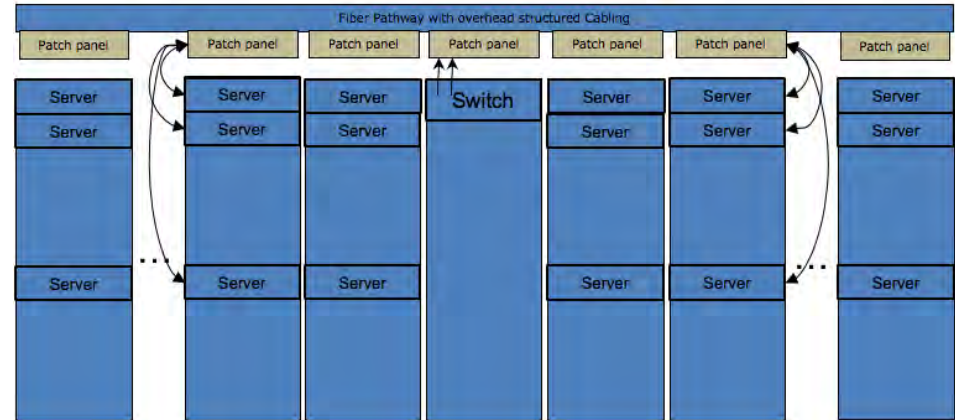 Fiber Pathway with overhead structured Cabling
Patch panel Patch panel Patch panel Patch panel Patch panel Patch panel Patch panel
Server Server Server Switch Server Server Server
Server Server Server Server Server Server
... ...
Server Server Server Server Server Server